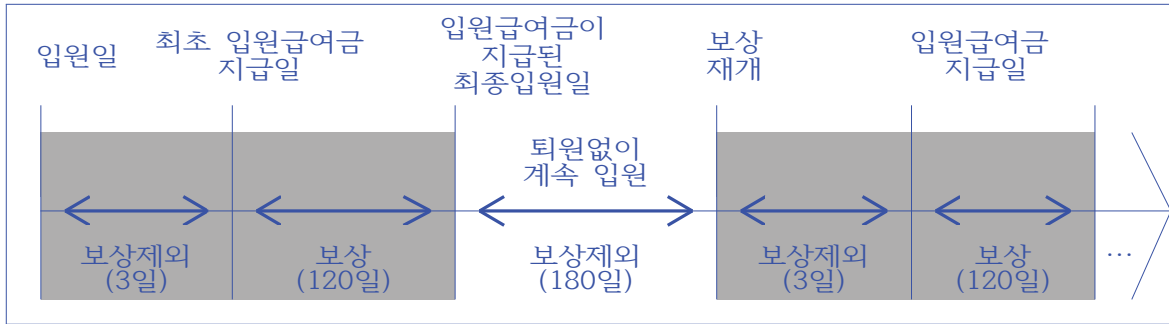 입원일
최초 입원급여금
지급일
입원급여금이
지급된
최종입원일
보상
재개
입원급여금
지급일
퇴원없이
계속 입원
보상제외
(3일)
보상
(120일)
보상제외
(180일)
보상제외
(3일)
보상
(120일)
…